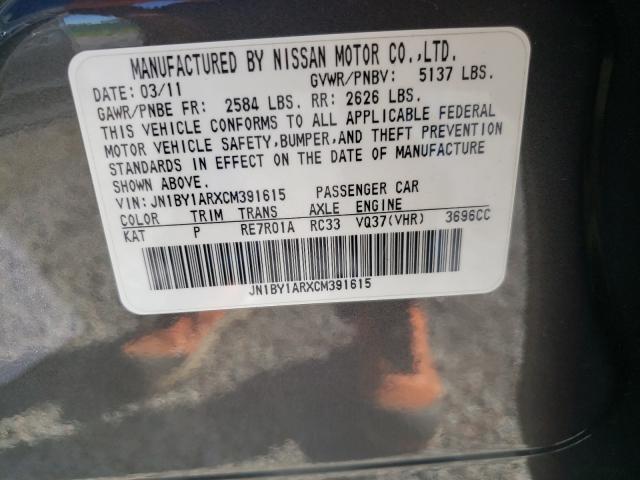 MANUFACTURED BY NISSAN MOTOR CO.,LTD.
DATE: 03/11 GVWR/PNBV: 5137 LBS.
GAWR/PNBE FR: 2584 LBS. RR: 2626 LBS.
THIS VEHICLE CONFORMS TO ALL APPLICABLE FEDERAL
MOTOR VEHICLE SAFETY,BUMPER,AND THEFT PREVENTION
STANDARDS IN EFFECT ON THE DATE OF MANUFACTURE
SHOWN ABOVE.
VIN: JN1BY1ARXCM391615 PASSENGER CAR
COLOR TRIM TRANS AXLE ENGINE
KAT P RE7R01A RC33 VQ37(VHR) 3696CC
JN1BY1ARXCM391615